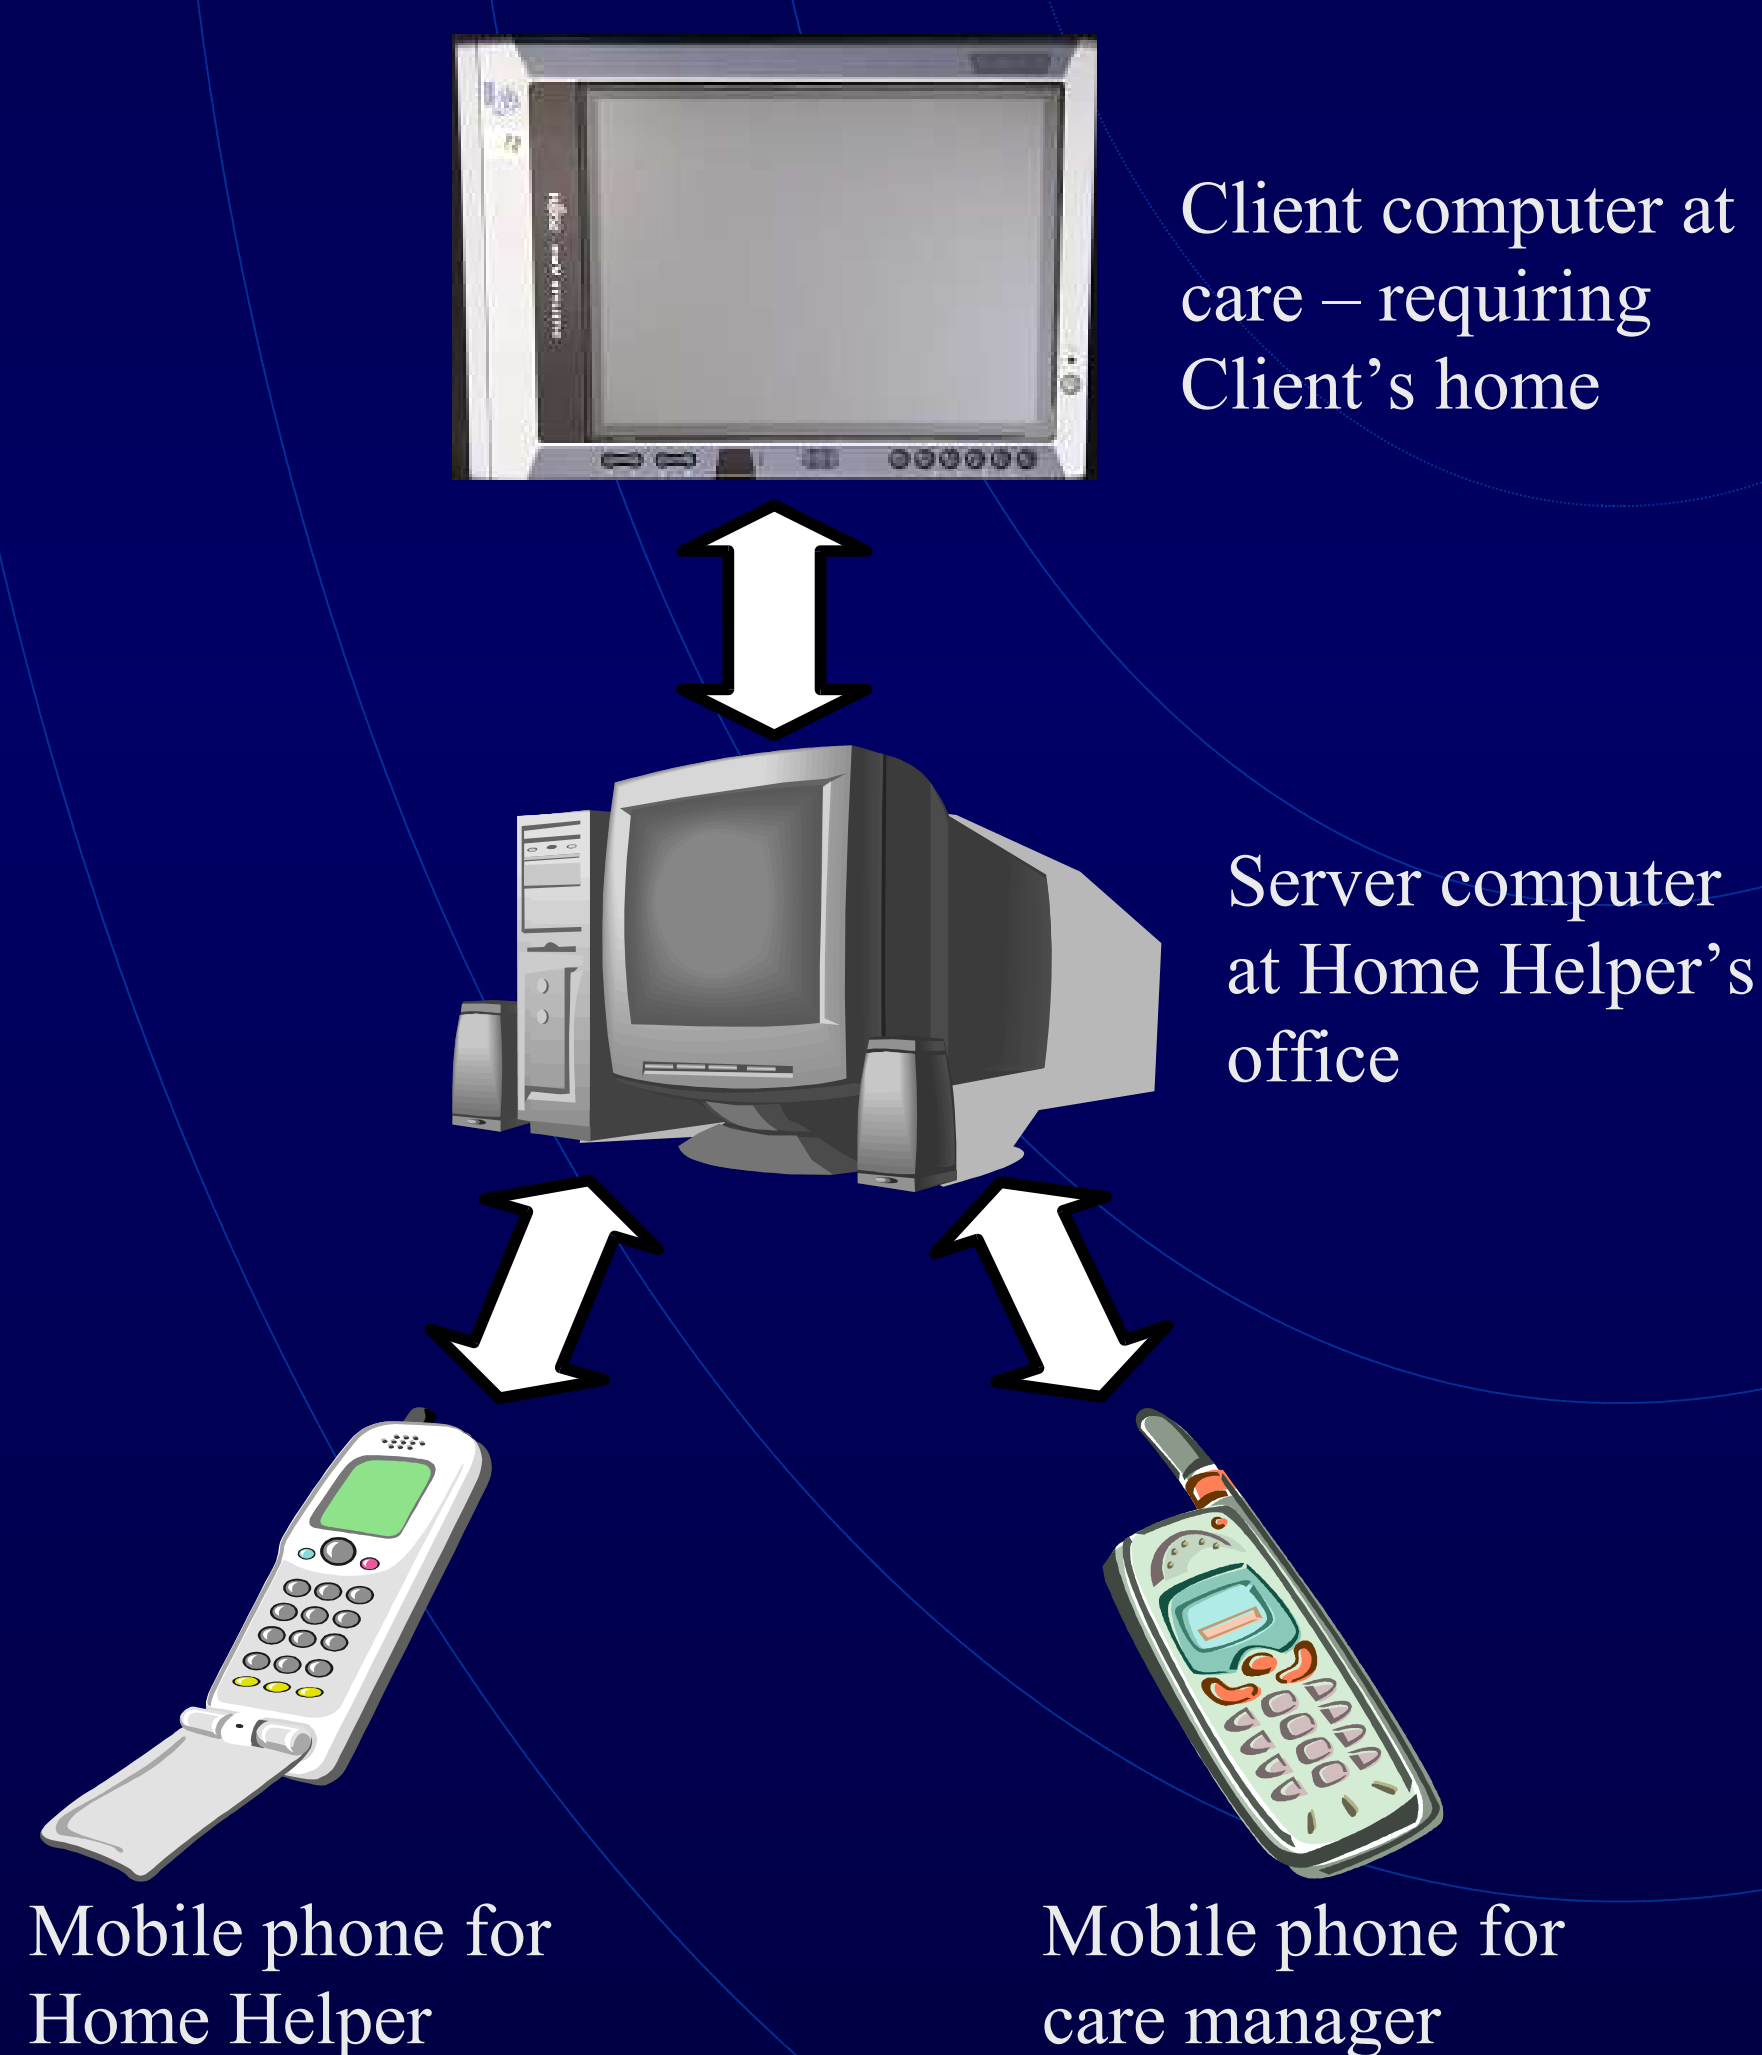 Client computer at
care – requiring
Client’s home
Server computer
at Home Helper’s
office
Mobile phone for
Home Helper
Mobile phone for
care manager